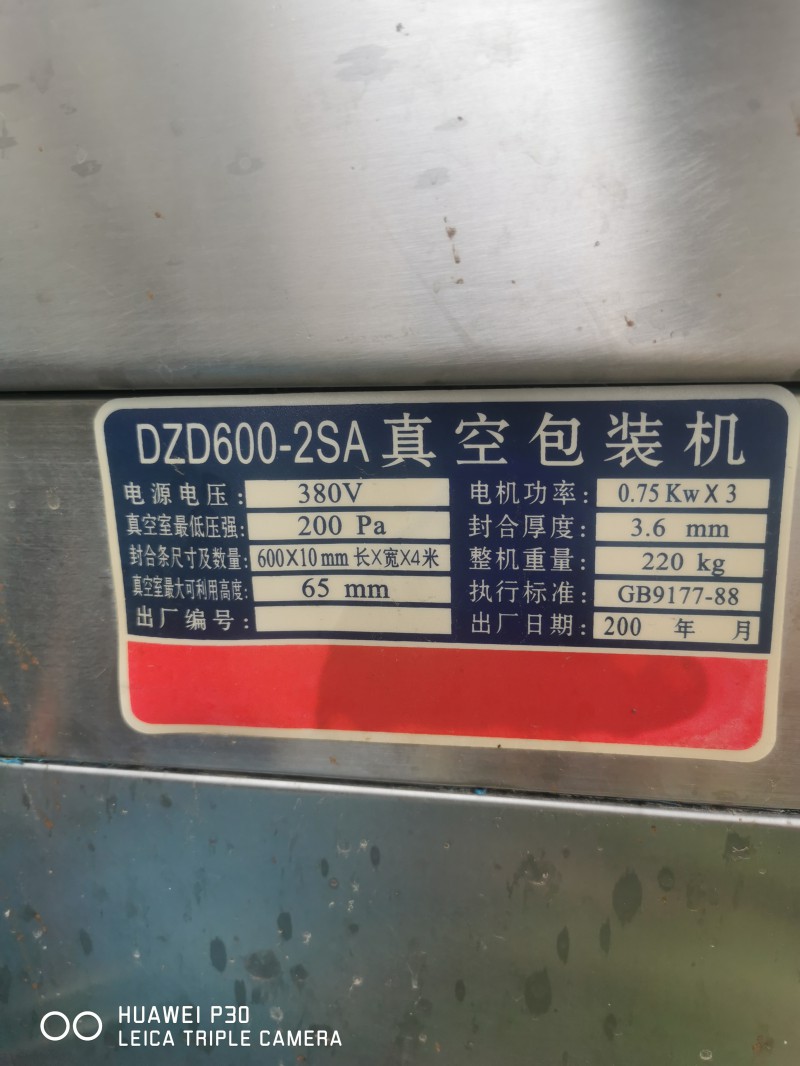 DZD600-2SA真空包装机
电源电压: 380V 电机功率: 0.75 Kw X 3
真空室最低压强: 200 Pa 封合厚度: 3.6 mm
封合条尺寸及数量: 600X10mm 长X宽X4米 整机重量: 220 kg
真空室最大可利用高度: 65 mm 执行标准: GB9177-88
出厂编号: 出厂日期: 200 年 月
HUAWEI P30
LEICA TRIPLE CAMERA